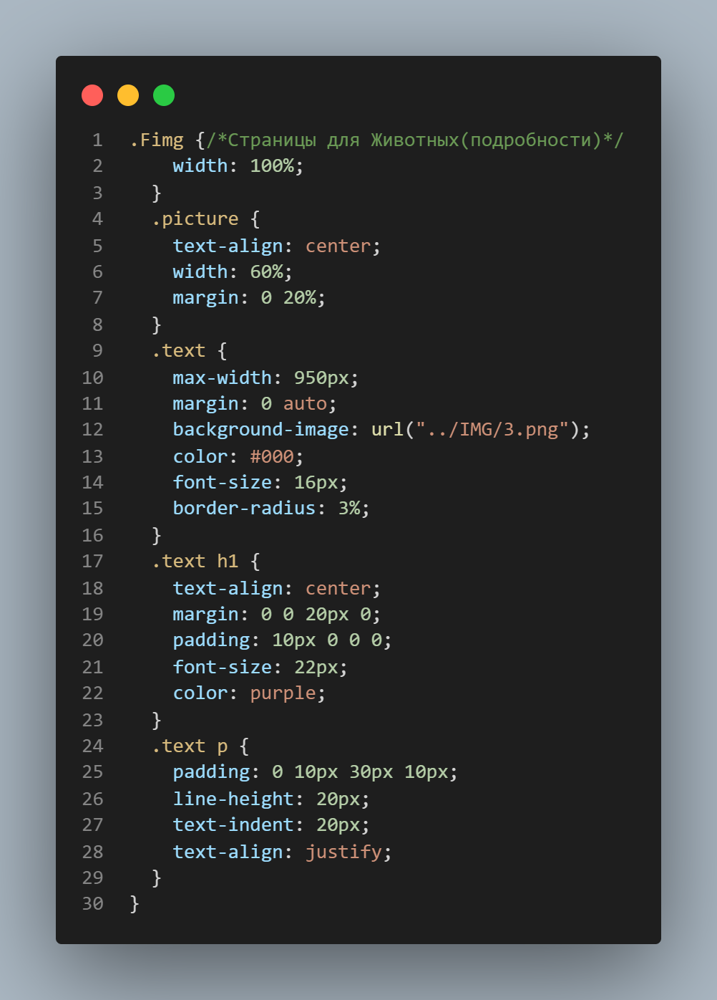 1 .Fimg {/*Страницы для Животных(подробности)*/
2 width: 100%;
3 }
4 .picture {
5 text-align: center;
6 width: 60%;
7 margin: 0 20%;
8 }
9 .text {
10 max-width: 950px;
11 margin: 0 auto;
12 background-image: url("../IMG/3.png");
13 color: #000;
14 font-size: 16px;
15 border-radius: 3%;
16 }
17 .text h1 {
18 text-align: center;
19 margin: 0 0 20px 0;
20 padding: 10px 0 0 0;
21 font-size: 22px;
22 color: purple;
23 }
24 .text p {
25 padding: 0 10px 30px 10px;
26 line-height: 20px;
27 text-indent: 20px;
28 text-align: justify;
29 }
30 }